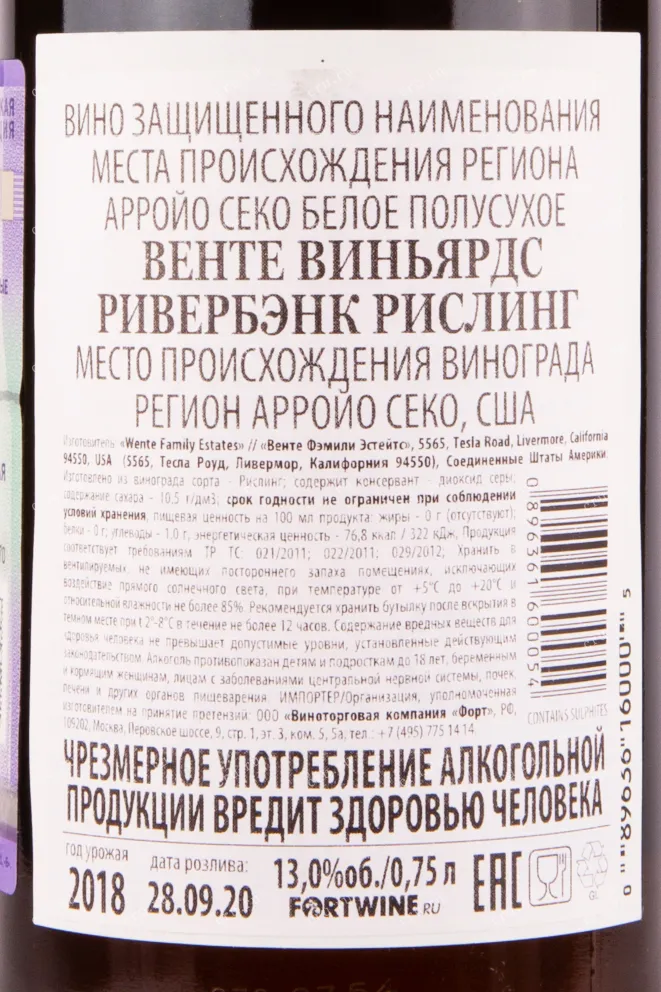 ВИНО ЗАЩИЩЕННОГО НАИМЕНОВАНИЯ
МЕСТА ПРОИСХОЖДЕНИЯ РЕГИОНА
АРРОЙО СЕКО БЕЛОЕ ПОЛУСУХОЕ
ВЕНТЕ ВИНЬЯРДС
РИВЕРБЭНК РИСЛИНГ
МЕСТО ПРОИСХОЖДЕНИЯ ВИНОГРАДА
РЕГИОН АРРОЙО СЕКО, США
Изготовитель «Wente Family Estates» // «Венте Фэмили Эстейтс», 5565, Tesla Road, Livermore, California
94550, USA (5565, Тесла Роуд, Ливермор, Калифорния 94550), Соединенные Штаты Америки.
Изготовлено из винограда сорта - Рислинг; содержит консервант - диоксид серы;
содержание сахара - 10.5 г/дм3; срок годности не ограничен при соблюдении
условий хранения, пищевая ценность на 100 мл продукта: жиры - 0 г (отсутствуют);
белки - 0 г; углеводы - 1.0 г, энергетическая ценность - 76,8 ккал / 322 кДж, Продукция
соответствует требованиям ТР ТС: 021/2011; 022/2011; 029/2012; Хранить в
вентилируемых, не имеющих постороннего запаха помещениях, исключающих
воздействие прямого солнечного света, при температуре от +5°С до +20°С и
относительной влажности не более 85%. Рекомендуется хранить бутылку после вскрытия в
темном месте при t 2°-8°С в течение не более 12 часов. Содержание вредных веществ для
здоровья человека не превышает допустимые уровни, установленные действующим
законодательством. Алкоголь противопоказан детям и подросткам до 18 лет, беременным
и кормящим женщинам, лицам с заболеваниями центральной нервной системы, почек,
печени и других органов пищеварения. ИМПОРТЕР/Организация, уполномоченная
изготовителем на принятие претензий: ООО «Виноторговая компания «Форт», РФ,
109202, Москва, Перовское шоссе, 9, стр. 1, эт. 3, ком. 5, 5а; тел.: +7 (495) 775 14 14.
0 896361 600054
CONTAINS SULPHITES
0 "89636"16000" 5
ЧРЕЗМЕРНОЕ УПОТРЕБЛЕНИЕ АЛКОГОЛЬНОЙ
ПРОДУКЦИИ ВРЕДИТ ЗДОРОВЬЮ ЧЕЛОВЕКА
год урожая
2018
дата розлива:
28.09.20
13,0%об./0,75 л
FORTWINE RU
EAC
GL